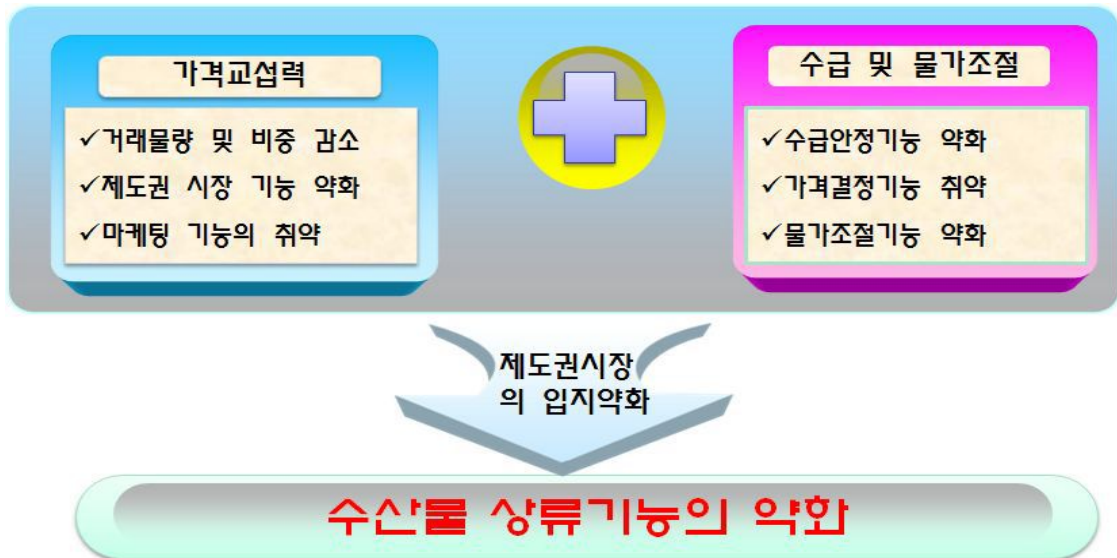 가격교섭력
✓거래물량 및 비중 감소
✓제도권 시장 기능 약화
✓마케팅 기능의 취약
수급 및 물가조절
✓수급안정기능 약화
✓가격결정기능 취약
✓물가조절기능 약화
제도권시장
의 입지약화
수산물 상류기능의 약화